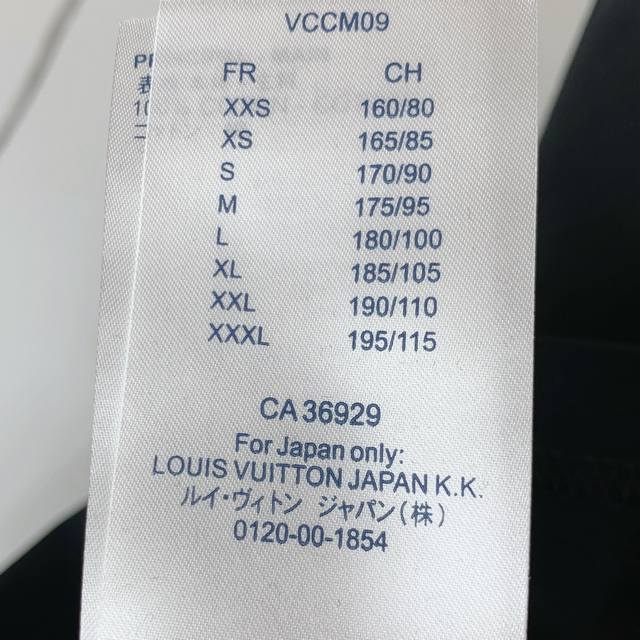 VCCM09
FR CH
XXS 160/80
XS 165/85
S 170/90
M 175/95
L 180/100
XL 185/105
XXL 190/110
XXXL 195/115
CA 36929
For Japan only:
LOUIS VUITTON JAPAN K.K.
ルイ・ヴィトン ジャパン(株)
0120-00-1854